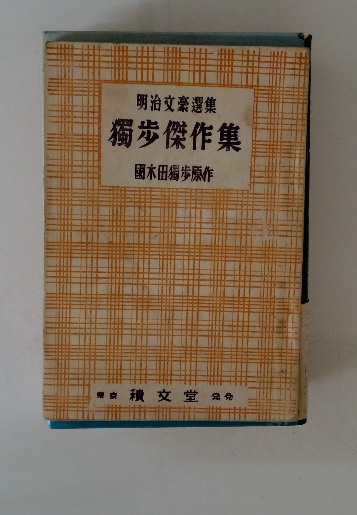 明治文豪選集
獨歩傑作集
國木田獨歩原作
東京 積文堂 発兌